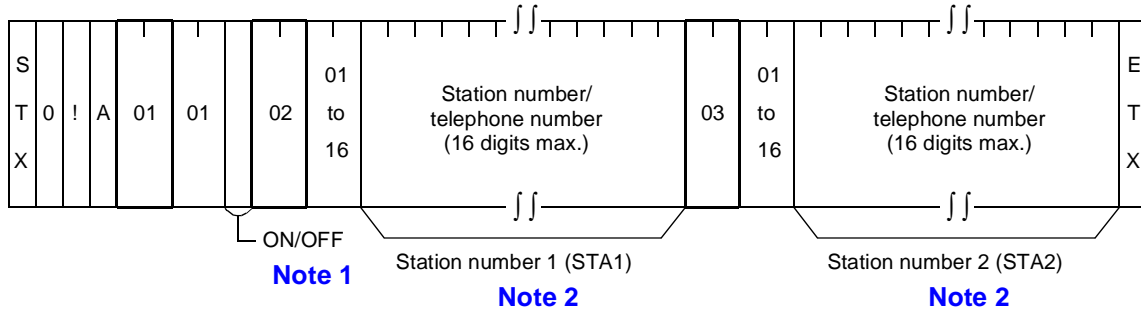 STX
0
!
A
01
01
02
01 to 16
Station number/
telephone number
(16 digits max.)
03
01 to 16
Station number/
telephone number
(16 digits max.)
ETX
ON/OFF
Note 1
Station number 1 (STA1)
Note 2
Station number 2 (STA2)
Note 2